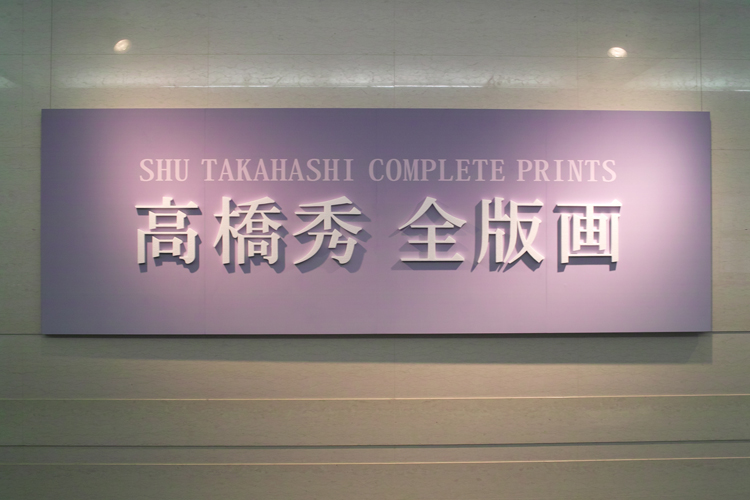 SHU TAKAHASHI COMPLETE PRINTS
高橋秀 全版画